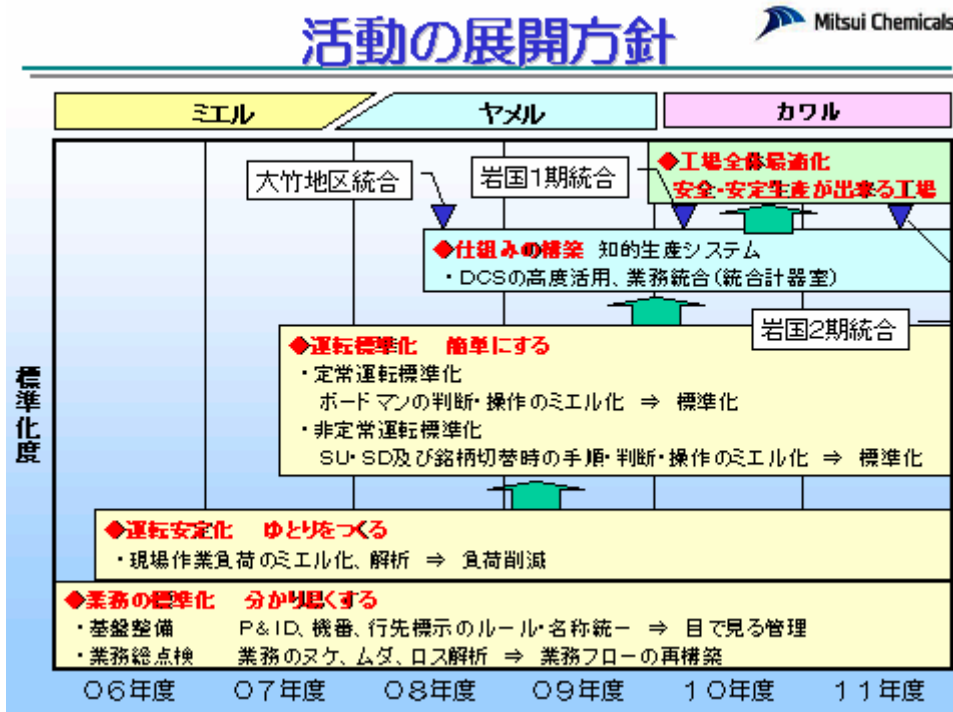 活動の展開方針
Mitsui Chemicals
ミエル
ヤメル
カワル
大竹地区統合
岩国1期統合
◆工場全体最適化
安全・安定生産が出来る工場
◆仕組みの構築 知的生産システム
・DCSの高度活用、業務統合(統合計器室)
岩国2期統合
◆運転標準化 簡単にする
・定常運転標準化
ボードマンの判断・操作のミエル化 ⇒ 標準化
・非定常運転標準化
SU・SD及び銘柄切替時の手順・判断・操作のミエル化 ⇒ 標準化
標準化度
◆運転安定化 ゆとりをつくる
・現場作業負荷のミエル化、解析 ⇒ 負荷削減
◆業務の標準化 分かり易くする
・基盤整備 P&ID、機番、行先標示のルール・名称統一 ⇒ 目で見る管理
・業務総点検 業務のヌケ、ムダ、ロス解析 ⇒ 業務フローの再構築
06年度 07年度 08年度 09年度 10年度 11年度